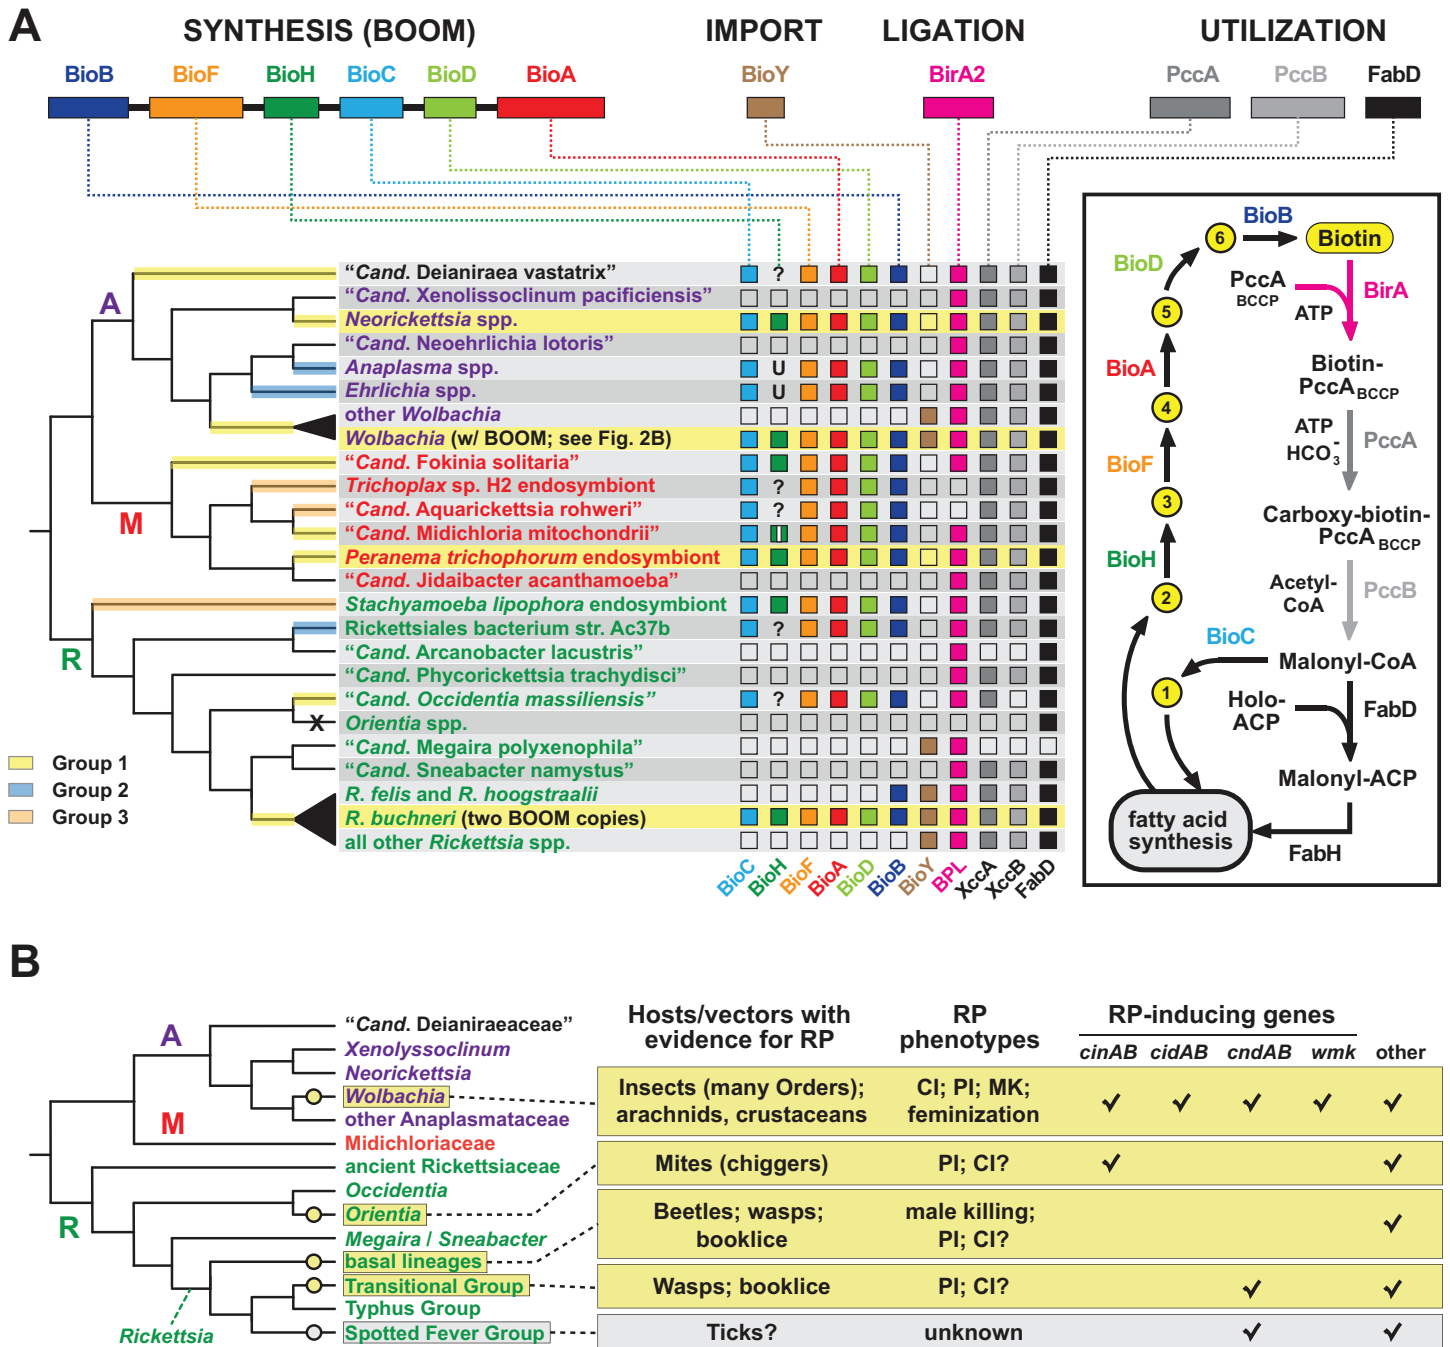 A
SYNTHESIS (BOOM)
IMPORT
LIGATION
UTILIZATION
BioB
BioF
BioH
BioC
BioD
BioA
BioY
BirA2
PccA
PccB
FabD
A
M
R
X
"Cand. Deianiraea vastatrix" ?
"Cand. Xenolissoclinum pacificiensis"
Neorickettsia spp.
"Cand. Neoehrlichia lotoris"
Anaplasma spp. U
Ehrlichia spp. U
other Wolbachia
Wolbachia (w/ BOOM; see Fig. 2B)
"Cand. Fokinia solitaria"
Trichoplax sp. H2 endosymbiont ?
"Cand. Aquarickettsia rohweri" ?
"Cand. Midichloria mitochondrii"
Peranema trichophorum endosymbiont
"Cand. Jidaibacter acanthamoeba"
Stachyamoeba lipophora endosymbiont
Rickettsiales bacterium str. Ac37b ?
"Cand. Arcanobacter lacustris"
"Cand. Phycorickettsia trachydisci"
"Cand. Occidentia massiliensis" ?
Orientia spp.
"Cand. Megaira polyxenophila"
"Cand. Sneabacter namystus"
R. felis and R. hoogstraalii
R. buchneri (two BOOM copies)
all other Rickettsia spp.
Group 1
Group 2
Group 3
BioC
BioH
BioF
BioA
BioD
BioB
BioY
BPL
XccA
XccB
FabD
BioB
6
Biotin
BioD
PccA
BCCP
ATP
BirA
5
BioA
Biotin-
PccA BCCP
4
ATP
HCO3-
PccA
BioF
3
Carboxy-biotin-
PccA BCCP
BioH
Acetyl-
CoA
PccB
2
BioC
Malonyl-CoA
1
Holo-
ACP
FabD
Malonyl-ACP
fatty acid
synthesis
FabH
B
A
M
R
"Cand. Deianiraeaceae"
Xenolyssoclinum
Neorickettsia
Wolbachia
other Anaplasmataceae
Midichloriaceae
ancient Rickettsiaceae
Occidentia
Orientia
Megaira / Sneabacter
basal lineages
Transitional Group
Typhus Group
Spotted Fever Group
Rickettsia
Hosts/vectors with
evidence for RP
RP
phenotypes
RP-inducing genes
cinAB cidAB cndAB wmk other
Insects (many Orders);
arachnids, crustaceans
CI; PI; MK;
feminization
✓ ✓ ✓ ✓ ✓
Mites (chiggers)
PI; CI?
✓ ✓
Beetles; wasps;
booklice
male killing;
PI; CI?
✓
Wasps; booklice
PI; CI?
✓ ✓
Ticks?
unknown
✓ ✓